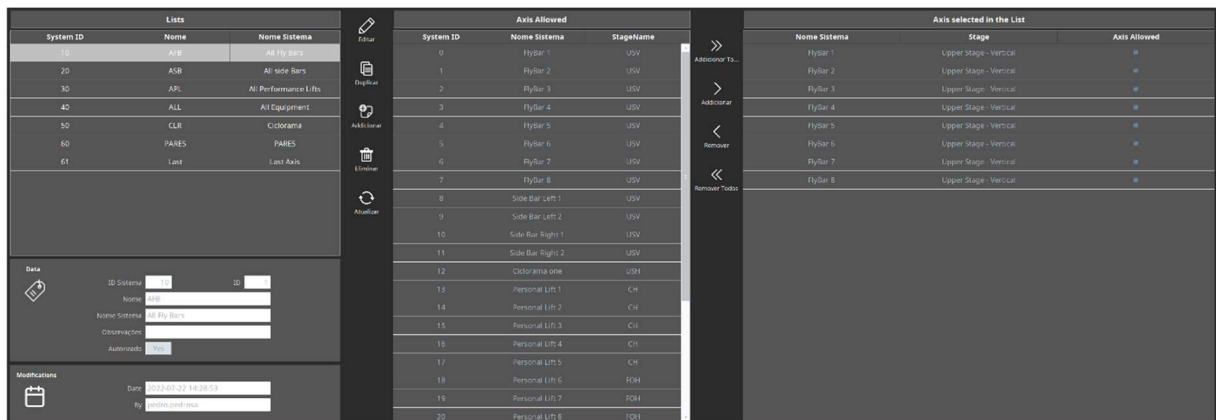 Lists
System ID Nome Nome Sistema
10 AFB All Fly Bars
20 ASB All side Bars
30 APL All Performance Lifts
40 ALL All Equipment
50 CLR Ciclorama
60 PARES PARES
61 Last Last Axis
Data
ID Sistema 10 ID 1
Nome AFB
Nome Sistema All Fly Bars
Observações
Autorizado Yes
Modifications
Date 2022-07-22 14:28:53
By pedro.pedrosa
Editar
Duplicar
Addicionar
Eliminar
Atuelizar
Axis Allowed
System ID Nome Sistema StageName
0 FlyBar 1 USV
1 FlyBar 2 USV
2 FlyBar 3 USV
3 FlyBar 4 USV
4 FlyBar 5 USV
5 FlyBar 6 USV
6 FlyBar 7 USV
7 FlyBar 8 USV
8 Side Bar Left 1 USV
9 Side Bar Left 2 USV
10 Side Bar Right 1 USV
11 Side Bar Right 2 USV
12 Ciclorama one USH
13 Personal Lift 1 CH
14 Personal Lift 2 CH
15 Personal Lift 3 CH
16 Personal Lift 4 CH
17 Personal Lift 5 CH
18 Personal Lift 6 FOH
19 Personal Lift 7 FOH
20 Personal Lift 8 FOH
Addicionar To...
Addicionar
Remover
Remover Todos
Axis selected in the List
Nome Sistema Stage Axis Allowed
FlyBar 1 Upper Stage - Vertical
FlyBar 2 Upper Stage - Vertical
FlyBar 3 Upper Stage - Vertical
FlyBar 4 Upper Stage - Vertical
FlyBar 5 Upper Stage - Vertical
FlyBar 6 Upper Stage - Vertical
FlyBar 7 Upper Stage - Vertical
FlyBar 8 Upper Stage - Vertical